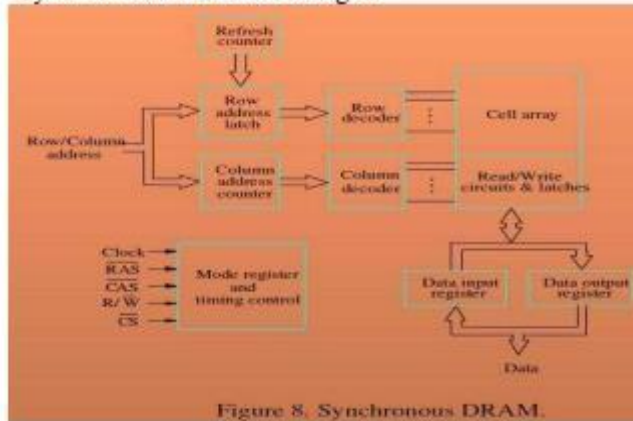 Refresh
counter
Row
address
latch
Row
decoder
Cell array
Row/Column
address
Column
address
counter
Column
decoder
Read/Write
circuits & latches
Clock
RAS
CAS
R/ W
CS
Mode register
and
timing control
Data input
register
Data output
register
Data
Figure 8. Synchronous DRAM.